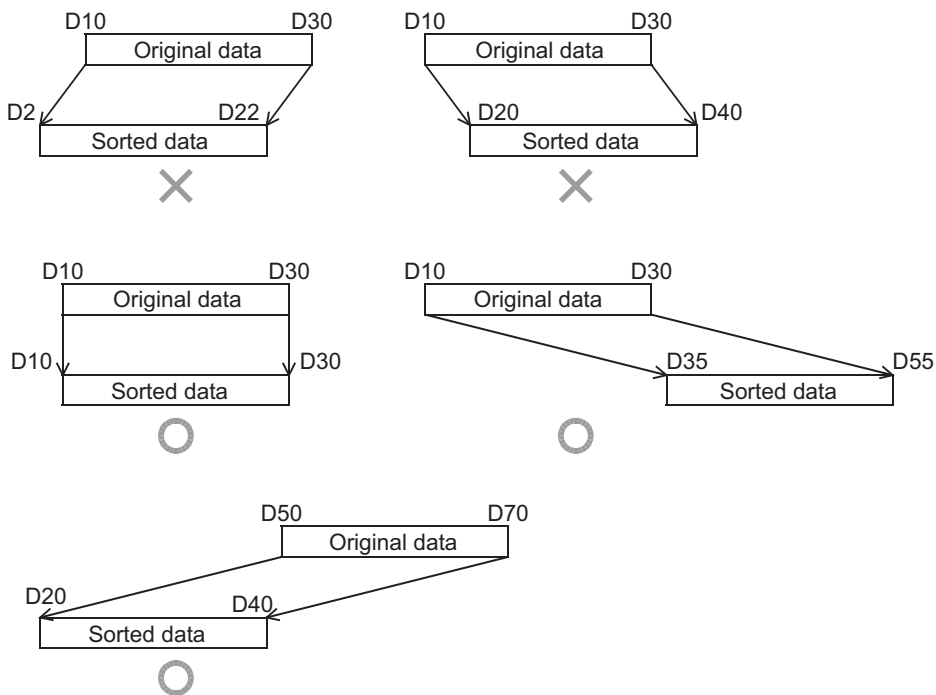 D10 D30 D10 D30
Original data Original data
D2 D22 D20 D40
Sorted data Sorted data
D10 D30 D10 D30
Original data Original data
D10 D30 D35 D55
Sorted data Sorted data
D50 D70
Original data
D20 D40
Sorted data